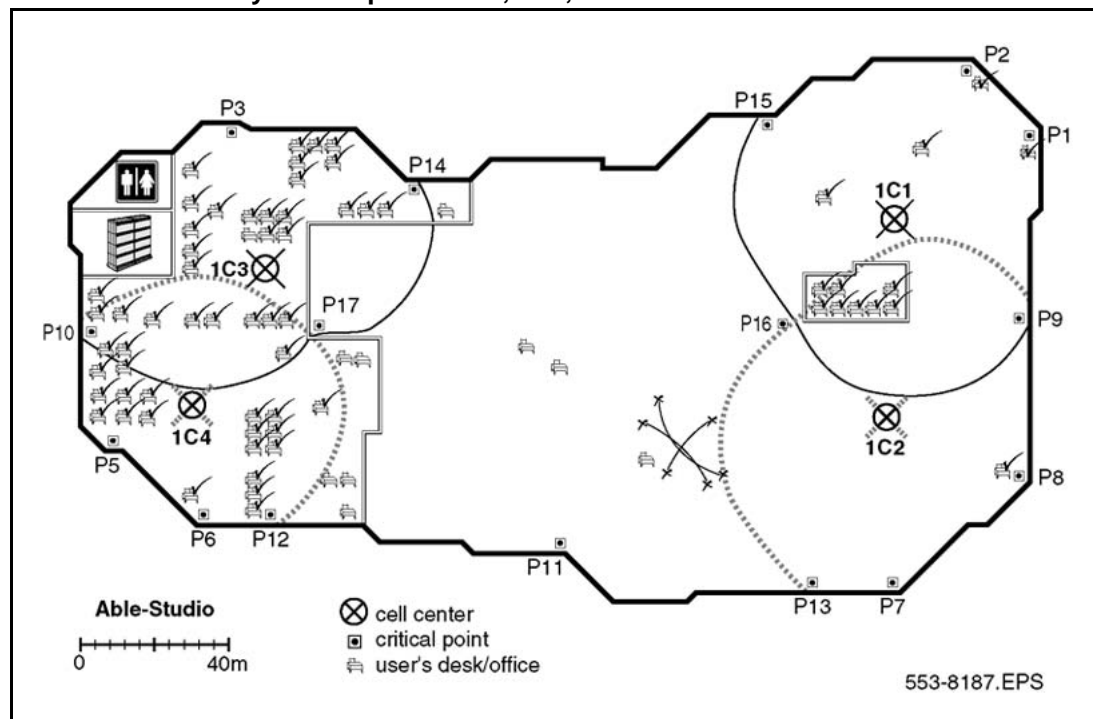 P2
P15
P3
P1
P14
1C1
1C3
P17
P16
P9
P10
1C4
1C2
P5
P8
P6
P12
P11
P13
P7
Able-Studio
0
40m
cell center
critical point
user's desk/office
553-8187.EPS